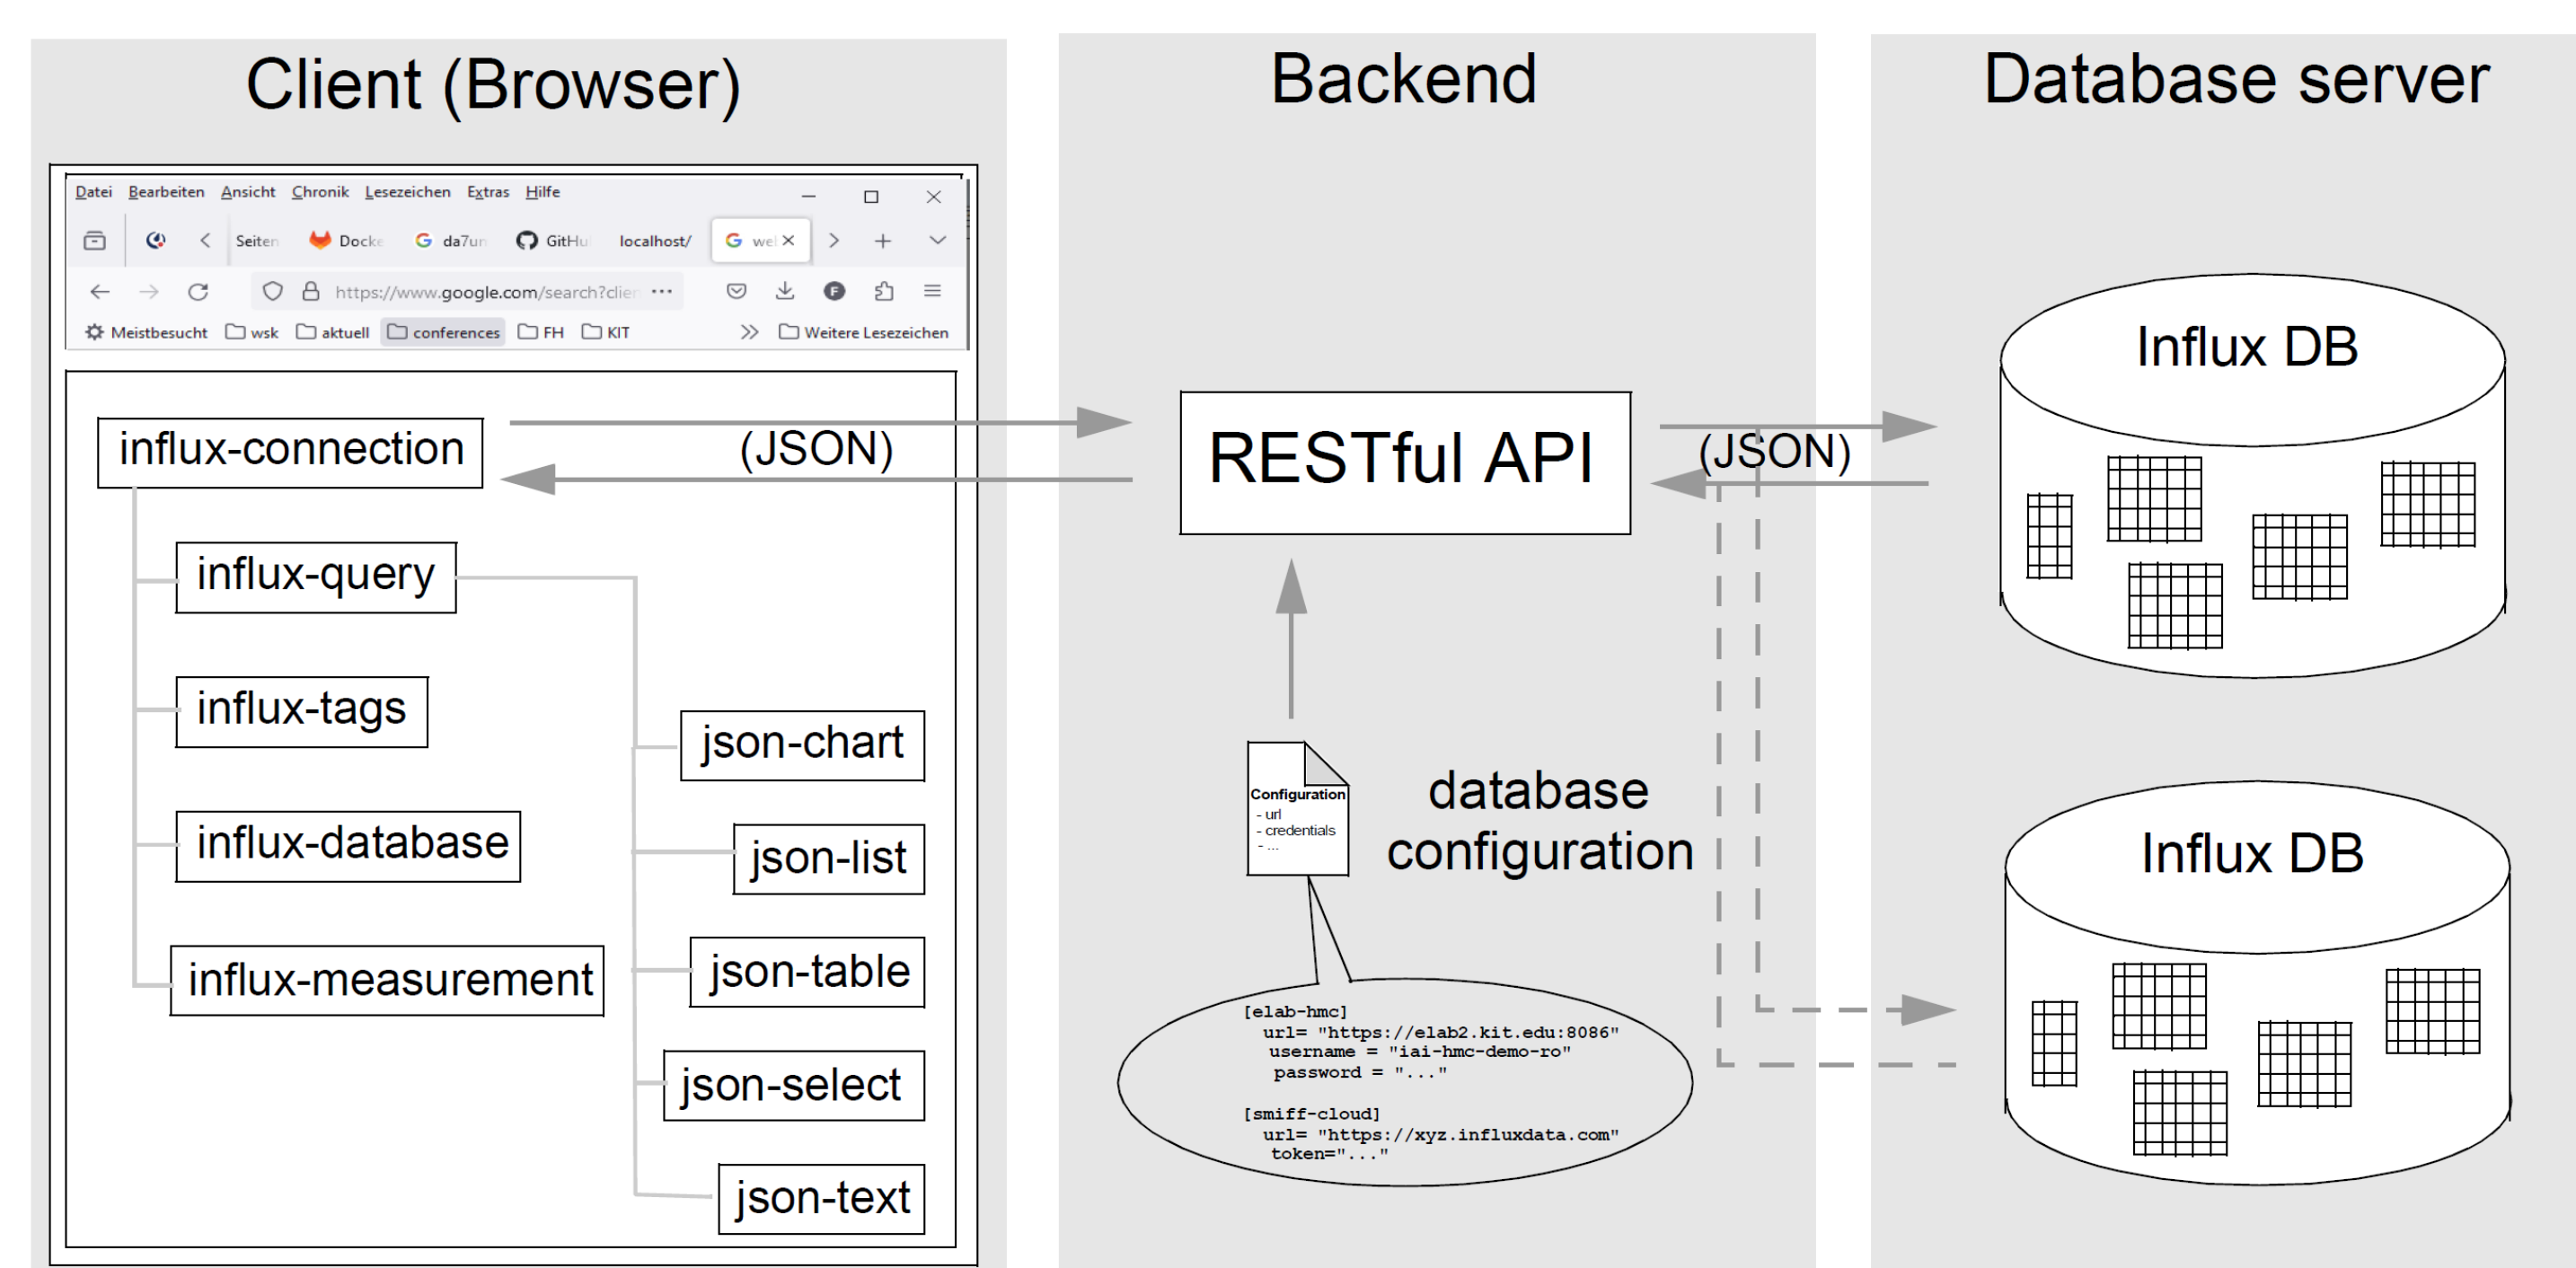 Client (Browser)
Datei Bearbeiten Ansicht Chronik Lesezeichen Extras Hilfe
Seiten Docke da7un GitHu localhost/ wel
https://www.google.com/search?clien ...
Meistbesucht wsk aktuell conferences FH KIT Weitere Lesezeichen
influx-connection
(JSON)
influx-query
influx-tags
influx-database
influx-measurement
json-chart
json-list
json-table
json-select
json-text
Backend
RESTful API
(JSON)
Configuration
- url
- credentials
- ...
database
configuration
[elab-hmc]
url= "https://elab2.kit.edu:8086"
username = "iai-hmc-demo-ro"
password = "..."
[smiff-cloud]
url= "https://xyz.influxdata.com"
token="..."
Database server
Influx DB
Influx DB